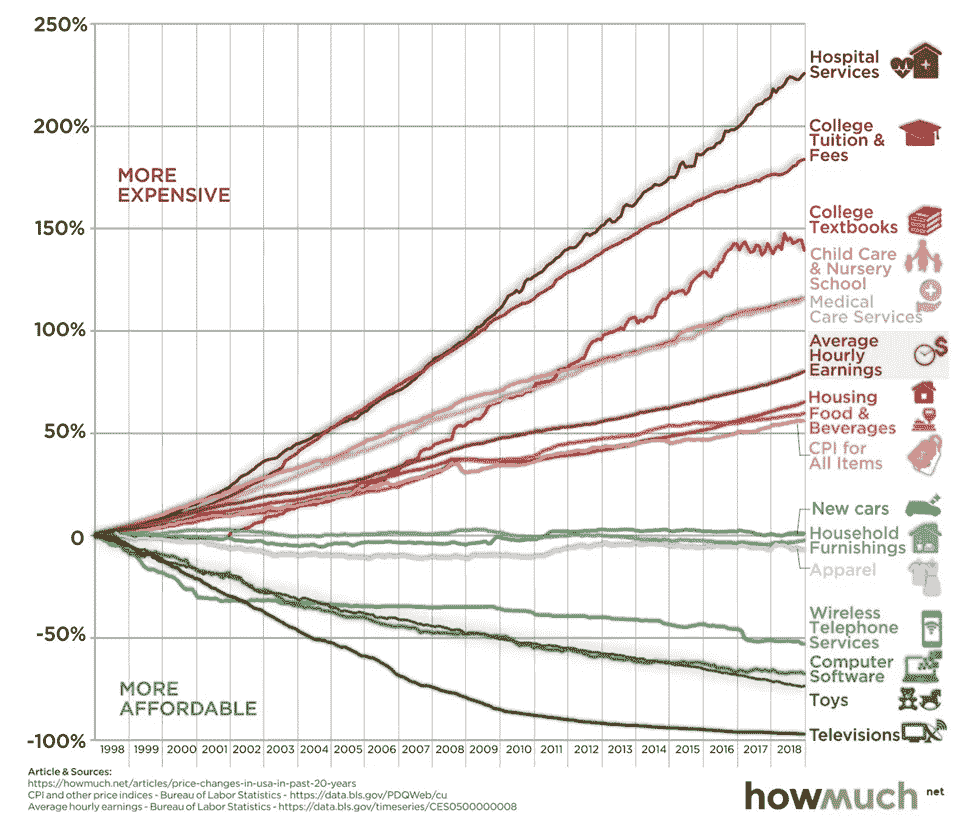 250%
200%
150%
100%
50%
0
-50%
-100%
MORE
EXPENSIVE
MORE
AFFORDABLE
Hospital
Services
College
Tuition &
Fees
College
Textbooks
Child Care
& Nursery
School
Medical
Care Services
Average
Hourly
Earnings
$
Housing
Food &
Beverages
CPI for
All Items
New cars
Household
Furnishings
Apparel
Wireless
Telephone
Services
Computer
Software
Toys
Televisions
1998 1999 2000 2001 2002 2003 2004 2005 2006 2007 2008 2009 2010 2011 2012 2013 2014 2015 2016 2017 2018
Article & Sources:
https://howmuch.net/articles/price-changes-in-usa-in-past-20-years
CPI and other price indices - Bureau of Labor Statistics - https://data.bls.gov/PDQWeb/cu
Average hourly earnings - Bureau of Labor Statistics - https://data.bls.gov/timeseries/CES0500000008
howmuch net